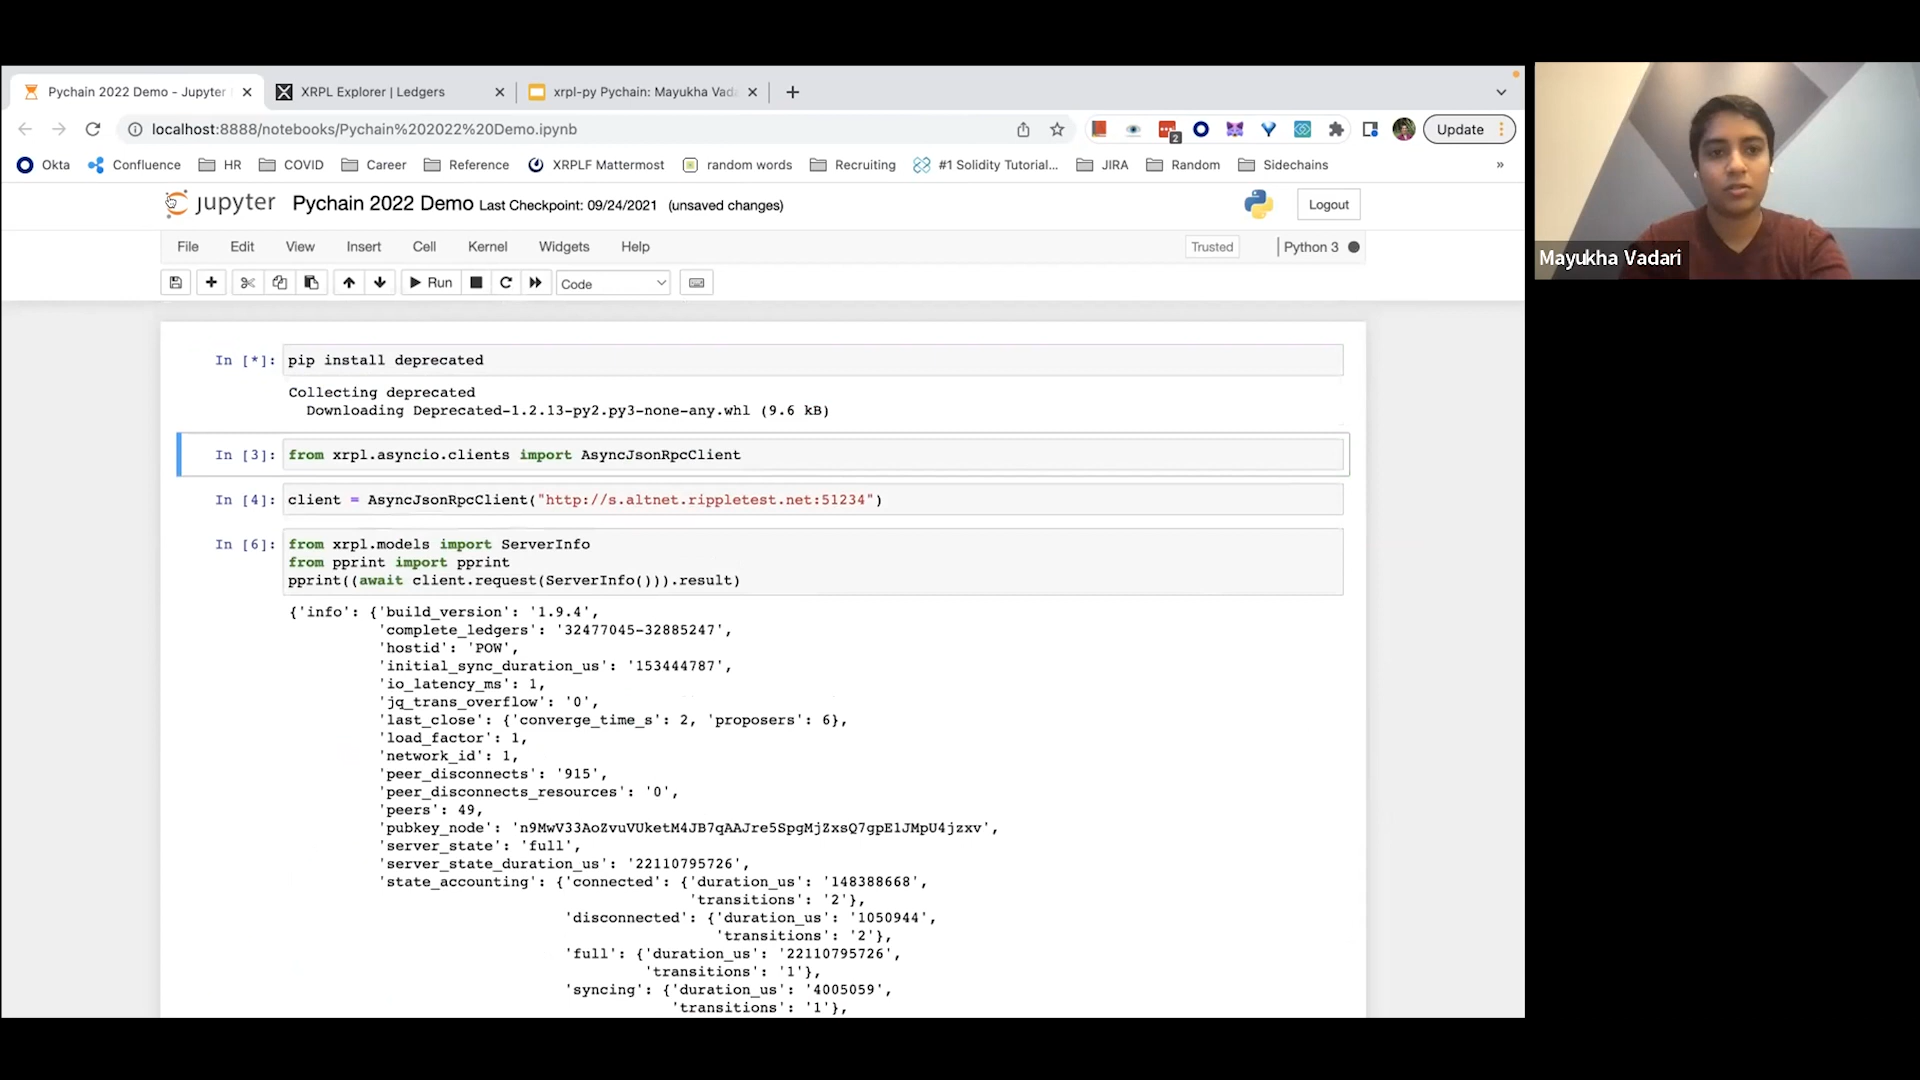 Pychain 2022 Demo - Jupyter
XRPL Explorer | Ledgers
xrpl-py Pychain: Mayukha Vad
localhost:8888/notebooks/Pychain%202022%20Demo.ipynb
2
Update
Okta
Confluence
HR
COVID
Career
Reference
XRPLF Mattermost
random words
Recruiting
#1 Solidity Tutorial...
JIRA
Random
Sidechains
»
jupyter Pychain 2022 Demo Last Checkpoint: 09/24/2021 (unsaved changes)
Logout
File Edit View Insert Cell Kernel Widgets Help
Trusted
Python 3
Run
Code
In [*]: pip install deprecated
Collecting deprecated
Downloading Deprecated-1.2.13-py2.py3-none-any.whl (9.6 kB)
In [3]: from xrpl.asyncio.clients import AsyncJsonRpcClient
In [4]: client = AsyncJsonRpcClient("http://s.altnet.rippletest.net:51234")
In [6]: from xrpl.models import ServerInfo
from pprint import pprint
pprint((await client.request(ServerInfo())).result)
{'info': {'build_version': '1.9.4',
'complete_ledgers': '32477045-32885247',
'hostid': 'POW',
'initial_sync_duration_us': '153444787',
'io_latency_ms': 1,
'jq_trans_overflow': '0',
'last_close': {'converge_time_s': 2, 'proposers': 6},
'load_factor': 1,
'network_id': 1,
'peer_disconnects': '915',
'peer_disconnects_resources': '0',
'peers': 49,
'pubkey_node': 'n9MwV33AoZvuVUketM4JB7qAAJre5SpgMjZxsQ7gpE1JMpU4jzxv',
'server_state': 'full',
'server_state_duration_us': '22110795726',
'state_accounting': {'connected': {'duration_us': '148388668',
'transitions': '2'},
'disconnected': {'duration_us': '1050944',
'transitions': '2'},
'full': {'duration_us': '22110795726',
'transitions': '1'},
'syncing': {'duration_us': '4005059',
'transitions': '1'},
Mayukha Vadari